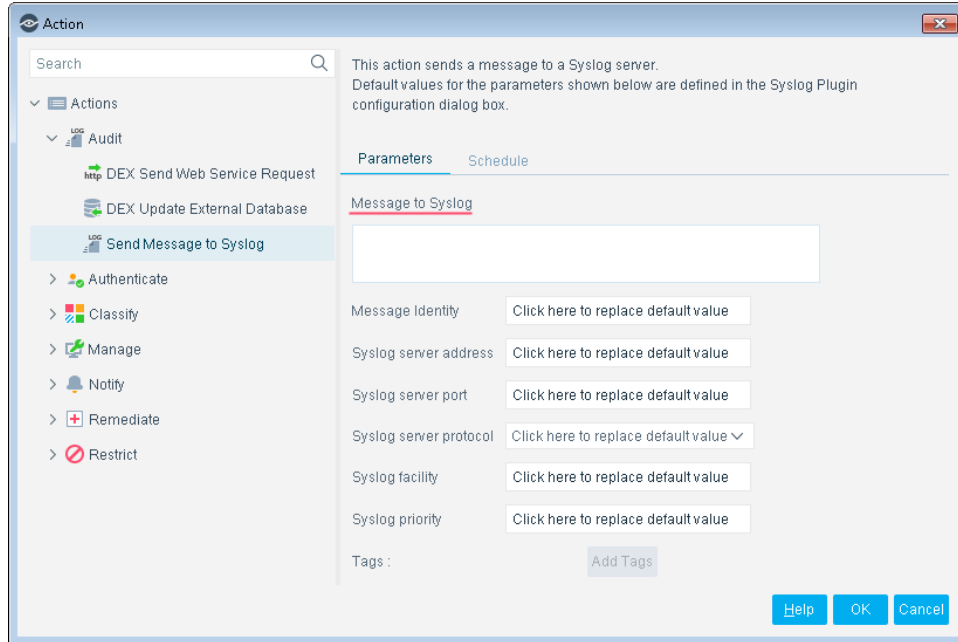 Action
Search
Actions
LOG
Audit
http DEX Send Web Service Request
DEX Update External Database
LOG
Send Message to Syslog
Authenticate
Classify
Manage
Notify
Remediate
Restrict
This action sends a message to a Syslog server.
Default values for the parameters shown below are defined in the Syslog Plugin
configuration dialog box.
Parameters Schedule
Message to Syslog
Message Identity Click here to replace default value
Syslog server address Click here to replace default value
Syslog server port Click here to replace default value
Syslog server protocol Click here to replace default value
Syslog facility Click here to replace default value
Syslog priority Click here to replace default value
Tags : Add Tags
Help OK Cancel